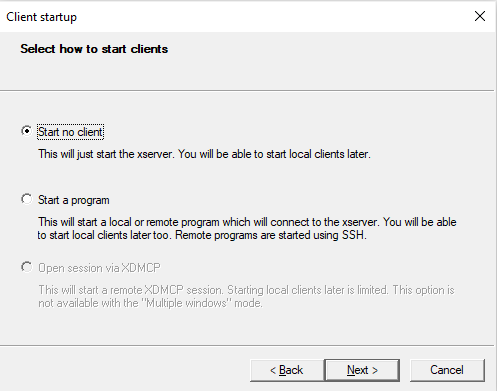 Client startup
Select how to start clients
Start no client
This will just start the xserver. You will be able to start local clients later.
Start a program
This will start a local or remote program which will connect to the xserver. You will be able
to start local clients later too. Remote programs are started using SSH.
Open session via XDMCP
This will start a remote XDMCP session. Starting local clients later is limited. This option is
not available with the "Multiple windows" mode.
< Back Next > Cancel